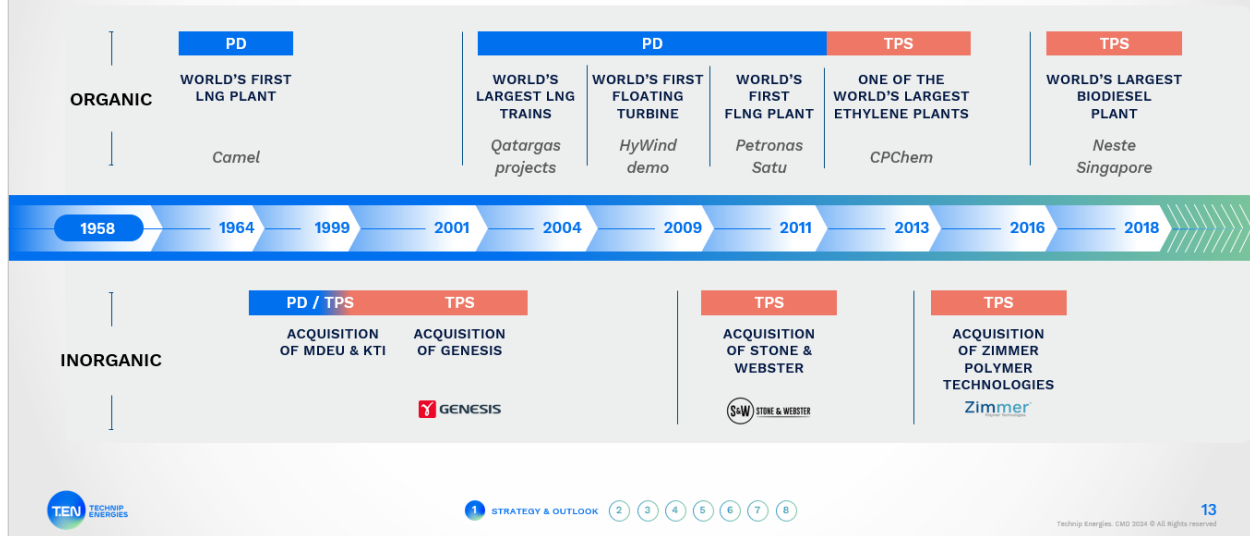 PD
PD
TPS
TPS
ORGANIC
WORLD'S FIRST
LNG PLANT
Camel
WORLD'S
LARGEST LNG
TRAINS
Qatargas
projects
WORLD'S FIRST
FLOATING
TURBINE
HyWind
demo
WORLD'S
FIRST
FLNG PLANT
Petronas
Satu
ONE OF THE
WORLD'S LARGEST
ETHYLENE PLANTS
CPChem
WORLD'S LARGEST
BIODIESEL
PLANT
Neste
Singapore
1958
1964
1999
2001
2004
2009
2011
2013
2016
2018
INORGANIC
PD / TPS
ACQUISITION
OF MDEU & KTI
TPS
ACQUISITION
OF GENESIS
GENESIS
TPS
ACQUISITION
OF STONE &
WEBSTER
S&W STONE & WEBSTER
TPS
ACQUISITION
OF ZIMMER
POLYMER
TECHNOLOGIES
Zimmer
Polymer Technologies
T.EN TECHNIP
ENERGIES
1 STRATEGY & OUTLOOK 2 3 4 5 6 7 8
13
Technip Energies. CMD 2024 © All Rights reserved